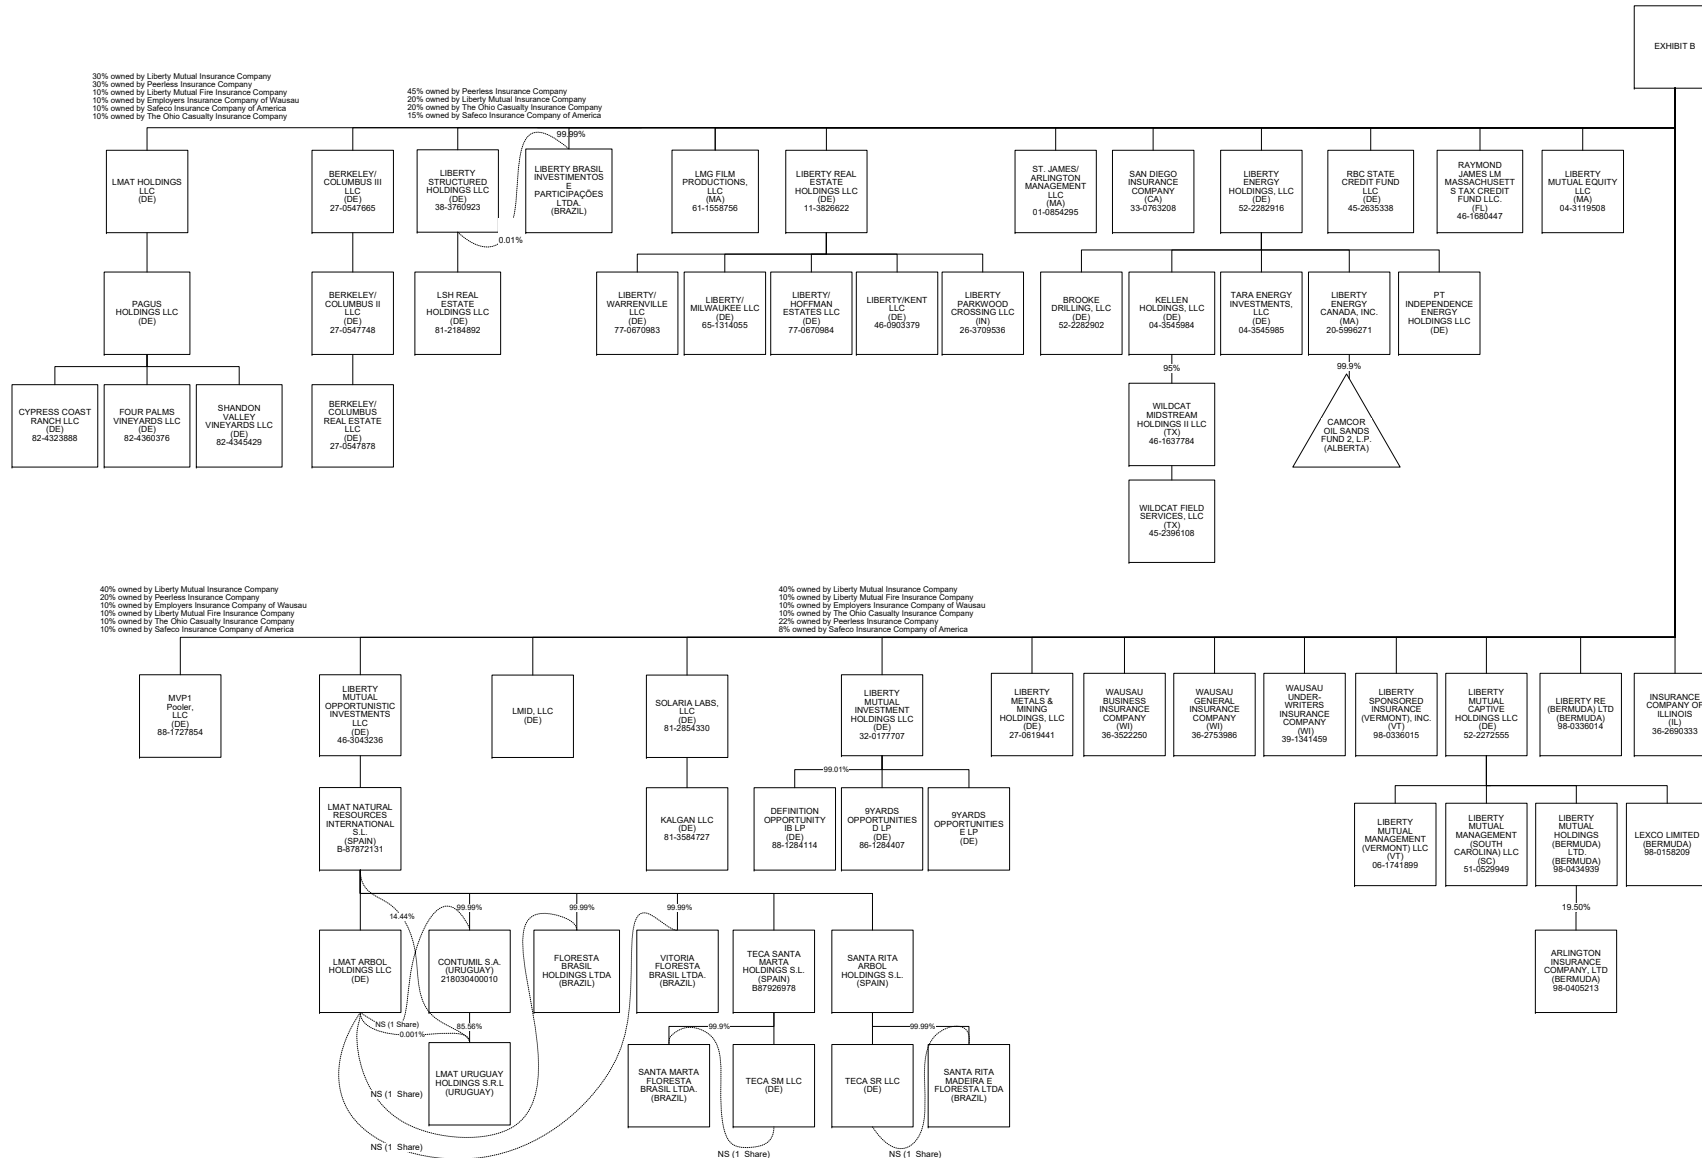 EXHIBIT B
30% owned by Liberty Mutual Insurance Company
30% owned by Peerless Insurance Company
10% owned by Liberty Mutual Fire Insurance Company
10% owned by Employers Insurance Company of Wausau
10% owned by Safeco Insurance Company of America
10% owned by The Ohio Casualty Insurance Company
45% owned by Peerless Insurance Company
20% owned by Liberty Mutual Insurance Company
20% owned by The Ohio Casualty Insurance Company
15% owned by Safeco Insurance Company of America
99.99%
LMAT HOLDINGS
LLC
(DE)
BERKELEY/
COLUMBUS III
LLC
(DE)
27-0547665
LIBERTY
STRUCTURED
HOLDINGS LLC
(DE)
38-3760923
LIBERTY BRASIL
INVESTIMENTOS
E
PARTICIPAÇÕES
LTDA.
(BRAZIL)
LMG FILM
PRODUCTIONS,
LLC
(MA)
61-1558756
LIBERTY REAL
ESTATE
HOLDINGS LLC
(DE)
11-3826622
ST. JAMES/
ARLINGTON
MANAGEMENT
LLC
(MA)
01-0854295
SAN DIEGO
INSURANCE
COMPANY
(CA)
33-0763208
LIBERTY
ENERGY
HOLDINGS, LLC
(DE)
52-2282916
RBC STATE
CREDIT FUND
LLC
(DE)
45-2635338
RAYMOND
JAMES LM
MASSACHUSETT
S TAX CREDIT
FUND LLC.
(FL)
46-1680447
LIBERTY
MUTUAL EQUITY
LLC
(MA)
04-3119508
0.01%
PAGUS
HOLDINGS LLC
(DE)
BERKELEY/
COLUMBUS II
LLC
(DE)
27-0547748
LSH REAL
ESTATE
HOLDINGS LLC
(DE)
81-2184892
LIBERTY/
WARRENVILLE
LLC
(DE)
77-0670983
LIBERTY/
MILWAUKEE LLC
(DE)
65-1314055
LIBERTY/
HOFFMAN
ESTATES LLC
(DE)
77-0670984
LIBERTY/KENT
LLC
(DE)
46-0903379
LIBERTY
PARKWOOD
CROSSING LLC
(IN)
26-3709536
BROOKE
DRILLING, LLC
(DE)
52-2282902
KELLEN
HOLDINGS, LLC
(DE)
04-3545984
TARA ENERGY
INVESTMENTS,
LLC
(DE)
04-3545985
LIBERTY
ENERGY
CANADA, INC.
(MA)
20-5996271
PT
INDEPENDENCE
ENERGY
HOLDINGS LLC
(DE)
95%
99.9%
CYPRESS COAST
RANCH LLC
(DE)
82-4323888
FOUR PALMS
VINEYARDS LLC
(DE)
82-4360376
SHANDON
VALLEY
VINEYARDS LLC
(DE)
82-4345429
BERKELEY/
COLUMBUS
REAL ESTATE
LLC
(DE)
27-0547878
WILDCAT
MIDSTREAM
HOLDINGS II LLC
(TX)
46-1637784
CAMCOR
OIL SANDS
FUND 2, L.P.
(ALBERTA)
WILDCAT FIELD
SERVICES, LLC
(TX)
45-2396108
40% owned by Liberty Mutual Insurance Company
20% owned by Peerless Insurance Company
10% owned by Employers Insurance Company of Wausau
10% owned by Liberty Mutual Fire Insurance Company
10% owned by The Ohio Casualty Insurance Company
10% owned by Safeco Insurance Company of America
40% owned by Liberty Mutual Insurance Company
10% owned by Liberty Mutual Fire Insurance Company
10% owned by Employers Insurance Company of Wausau
10% owned by The Ohio Casualty Insurance Company
22% owned by Peerless Insurance Company
8% owned by Safeco Insurance Company of America
MVP1
Pooler,
LLC
(DE)
88-1727854
LIBERTY
MUTUAL
OPPORTUNISTIC
INVESTMENTS
LLC
(DE)
46-3043236
LMID, LLC
(DE)
SOLARIA LABS,
LLC
(DE)
81-2854330
LIBERTY
MUTUAL
INVESTMENT
HOLDINGS LLC
(DE)
32-0177707
LIBERTY
METALS &
MINING
HOLDINGS, LLC
(DE)
27-0619441
WAUSAU
BUSINESS
INSURANCE
COMPANY
(WI)
36-3522250
WAUSAU
GENERAL
INSURANCE
COMPANY
(WI)
36-2753986
WAUSAU
UNDER-
WRITERS
INSURANCE
COMPANY
(WI)
39-1341459
LIBERTY
SPONSORED
INSURANCE
(VERMONT), INC.
(VT)
98-0336015
LIBERTY
MUTUAL
CAPTIVE
HOLDINGS LLC
(DE)
52-2272555
LIBERTY RE
(BERMUDA) LTD
(BERMUDA)
98-0336014
INSURANCE
COMPANY OF
ILLINOIS
(IL)
36-2690333
99.01%
LMAT NATURAL
RESOURCES
INTERNATIONAL
S.L.
(SPAIN)
B-87872131
KALGAN LLC
(DE)
81-3584727
DEFINITION
OPPORTUNITY
IB LP
(DE)
88-1284114
9YARDS
OPPORTUNITIES
D LP
(DE)
86-1284407
9YARDS
OPPORTUNITIES
E LP
(DE)
LIBERTY
MUTUAL
MANAGEMENT
(VERMONT) LLC
(VT)
06-1741899
LIBERTY
MUTUAL
MANAGEMENT
(SOUTH
CAROLINA) LLC
(SC)
51-0529949
LIBERTY
MUTUAL
HOLDINGS
(BERMUDA)
LTD.
(BERMUDA)
98-0434939
LEXCO LIMITED
(BERMUDA)
98-0158209
14.44%
99.99%
99.99%
99.99%
19.50%
LMAT ARBOL
HOLDINGS LLC
(DE)
CONTUMIL S.A.
(URUGUAY)
218030400010
FLORESTA
BRASIL
HOLDINGS LTDA
(BRAZIL)
VITORIA
FLORESTA
BRASIL LTDA.
(BRAZIL)
TECA SANTA
MARTA
HOLDINGS S.L.
(SPAIN)
B87926978
SANTA RITA
ARBOL
HOLDINGS S.L.
(SPAIN)
ARLINGTON
INSURANCE
COMPANY, LTD
(BERMUDA)
98-0405213
NS (1 Share)
0.001%
85.56%
99.9%
99.99%
LMAT URUGUAY
HOLDINGS S.R.L
(URUGUAY)
SANTA MARTA
FLORESTA
BRASIL LTDA.
(BRAZIL)
TECA SM LLC
(DE)
TECA SR LLC
(DE)
SANTA RITA
MADEIRA E
FLORESTA LTDA
(BRAZIL)
NS (1 Share)
NS (1 Share)
NS (1 Share)
NS (1 Share)